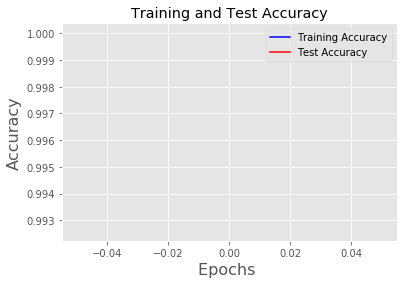 Training and Test Accuracy
1.000
0.999
0.998
0.997
0.996
0.995
0.994
0.993
Accuracy
Training Accuracy
Test Accuracy
−0.04 −0.02 0.00 0.02 0.04
Epochs